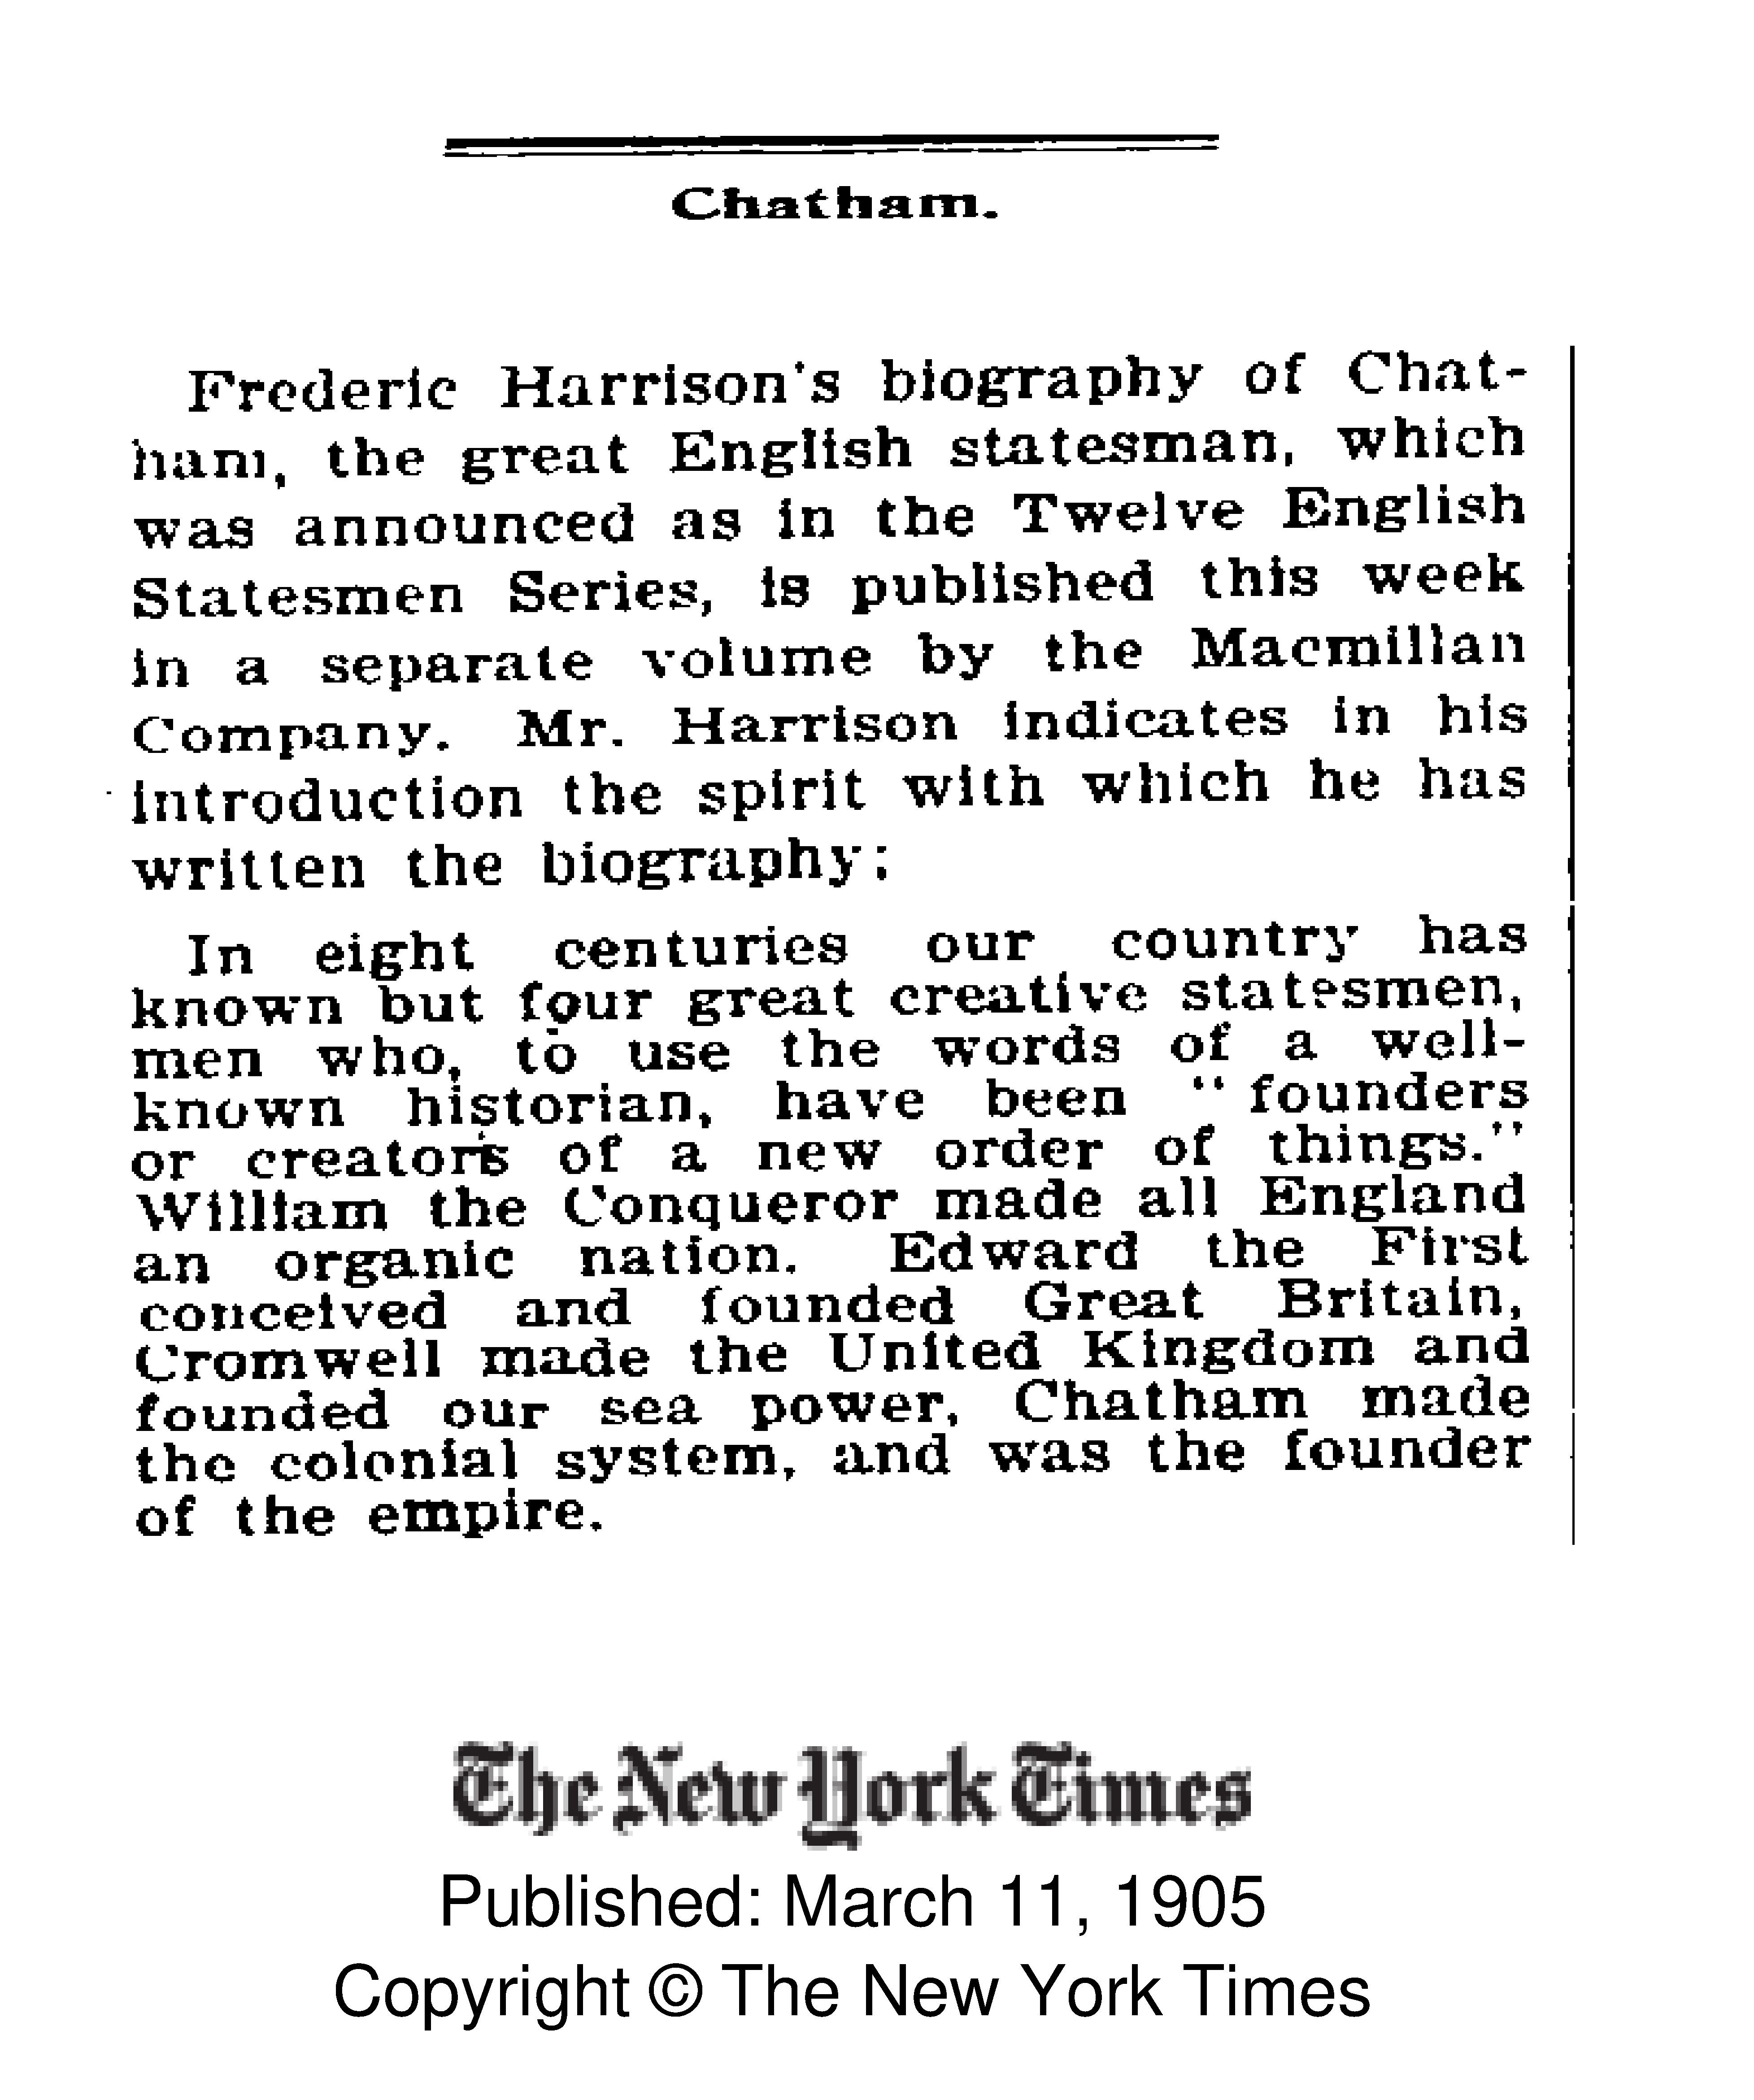 Chatham.
Frederic Harrison's biography of Chat-
ham, the great English statesman, which
was announced as in the Twelve English
Statesmen Series, is published this week
in a separate volume by the Macmillan
Company. Mr. Harrison indicates in his
introduction the spirit with which he has
written the biography:
In eight centuries our country has
known but four great creative statesmen,
men who, to use the words of a well-
known historian, have been "founders
or creators of a new order of things."
William the Conqueror made all England
an organic nation. Edward the First
conceived and founded Great Britain,
Cromwell made the United Kingdom and
founded our sea power, Chatham made
the colonial system, and was the founder
of the empire.
The New York Times
Published: March 11, 1905
Copyright © The New York Times